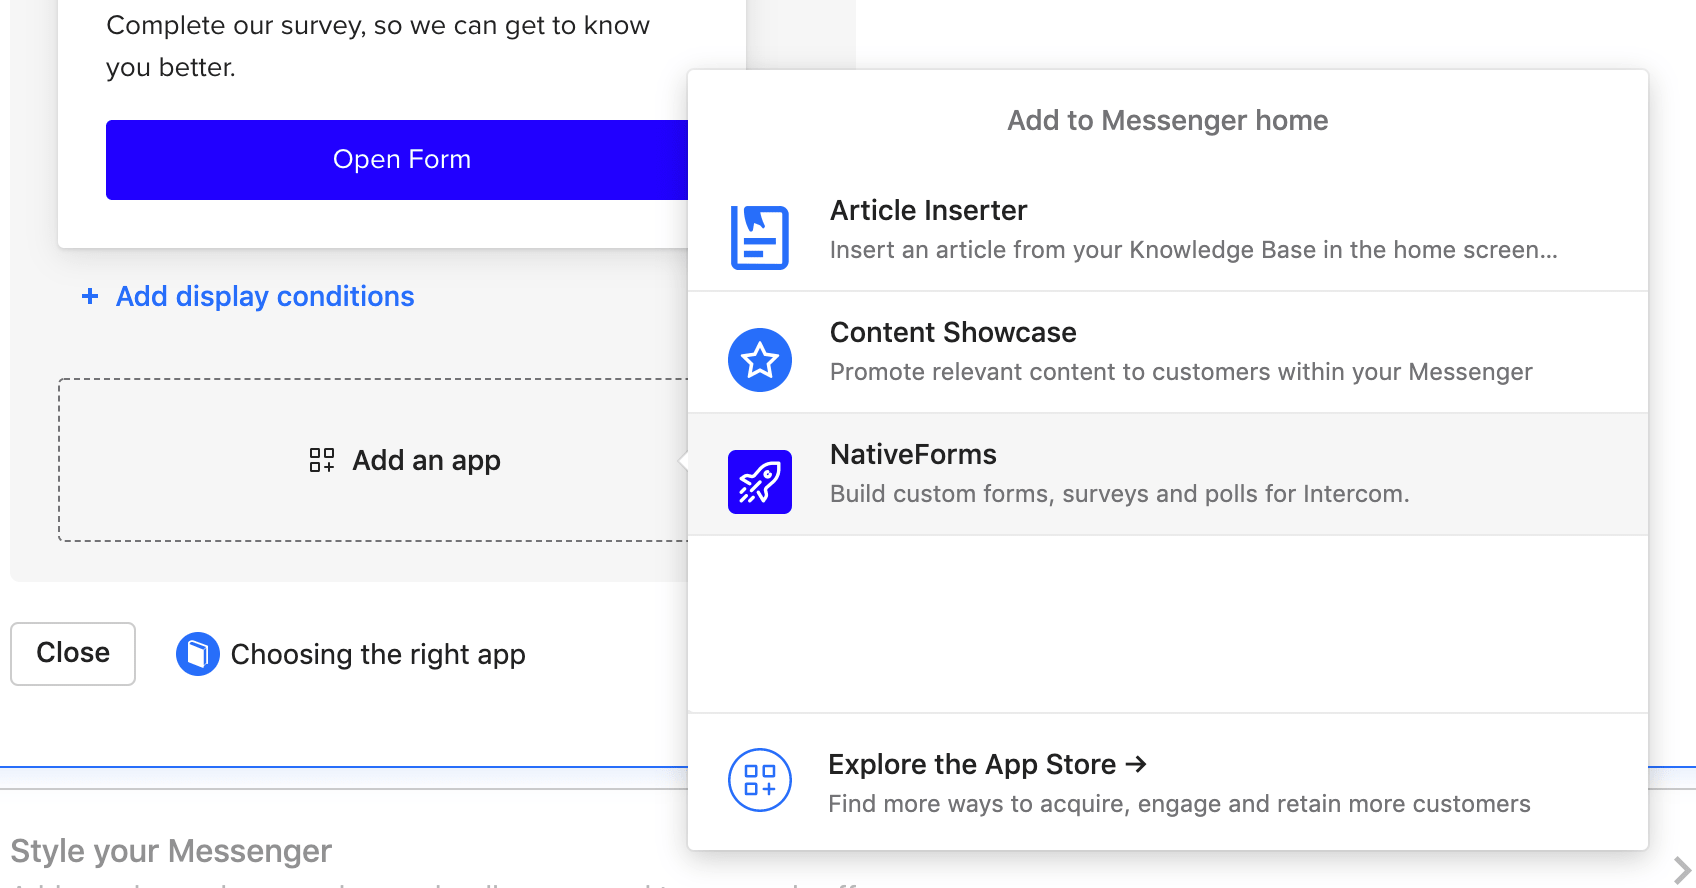 Complete our survey, so we can get to know
you better.
Open Form
+ Add display conditions
Add an app
Close
Choosing the right app
Style your Messenger
Add to Messenger home
Article Inserter
Insert an article from your Knowledge Base in the home screen...
Content Showcase
Promote relevant content to customers within your Messenger
NativeForms
Build custom forms, surveys and polls for Intercom.
Explore the App Store →
Find more ways to acquire, engage and retain more customers